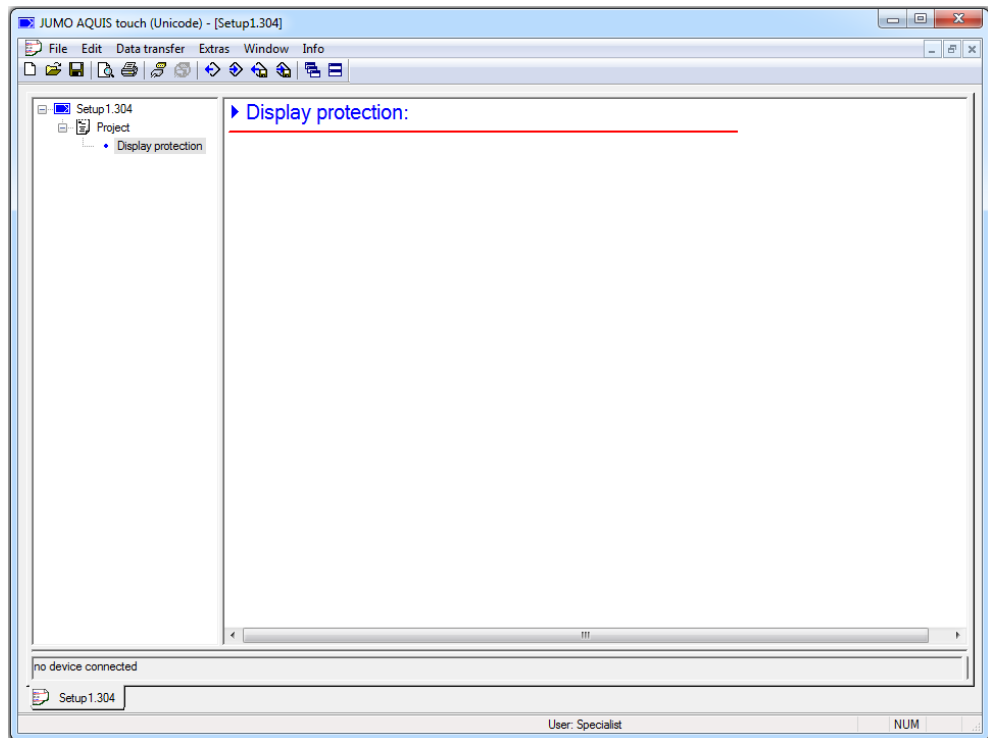 JUMO AQUIS touch (Unicode) - [Setup1.304]
File Edit Data transfer Extras Window Info
Setup1.304
Project
Display protection
Display protection:
no device connected
Setup1.304
User: Specialist
NUM